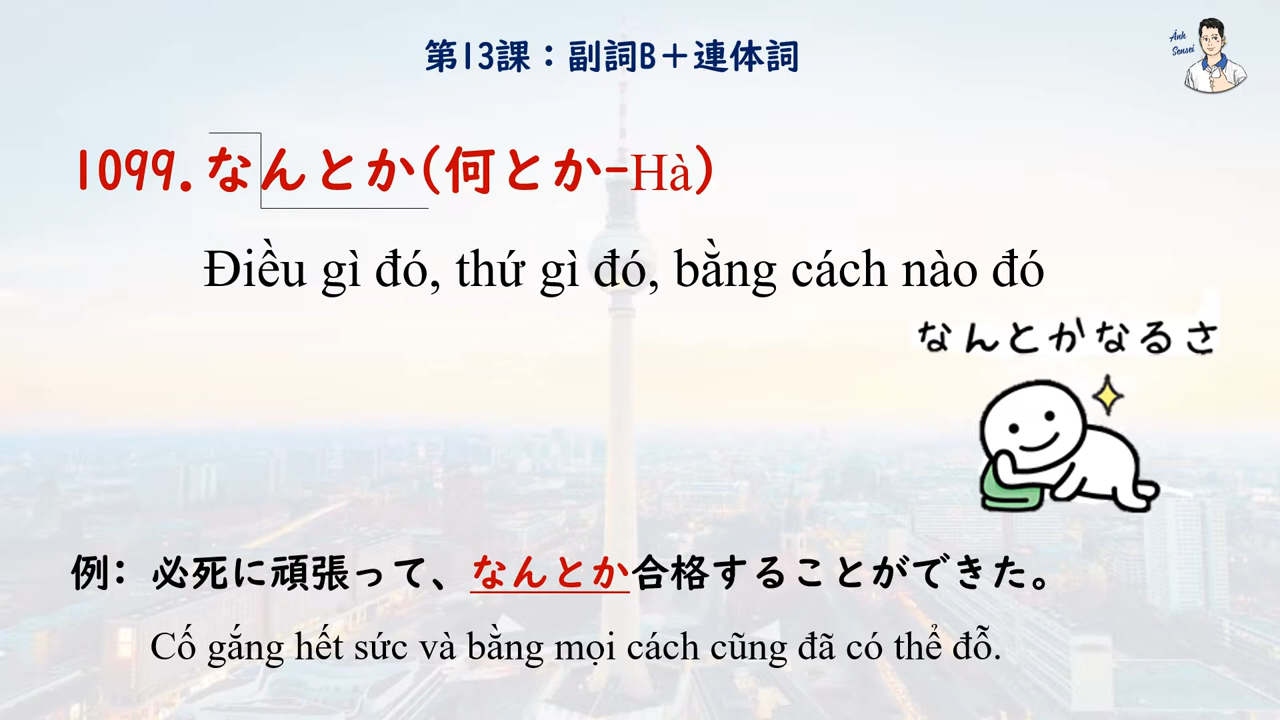 第13課：副詞B＋連体詞
Anh
Sensei
1099.なんとか(何とか-Hà)
Điều gì đó, thứ gì đó, bằng cách nào đó
なんとかなるさ
例：必死に頑張って、なんとか合格することができた。
Cố gắng hết sức và bằng mọi cách cũng đã có thể đỗ.